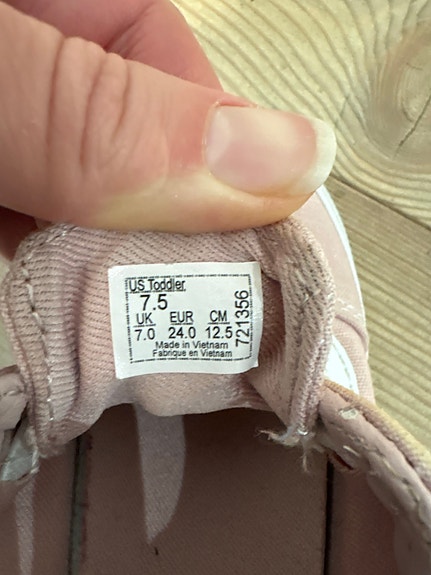 US Toddler
7.5
UK EUR CM
7.0 24.0 12.5
Made in Vietnam
Fabrique en Vietnam
721356